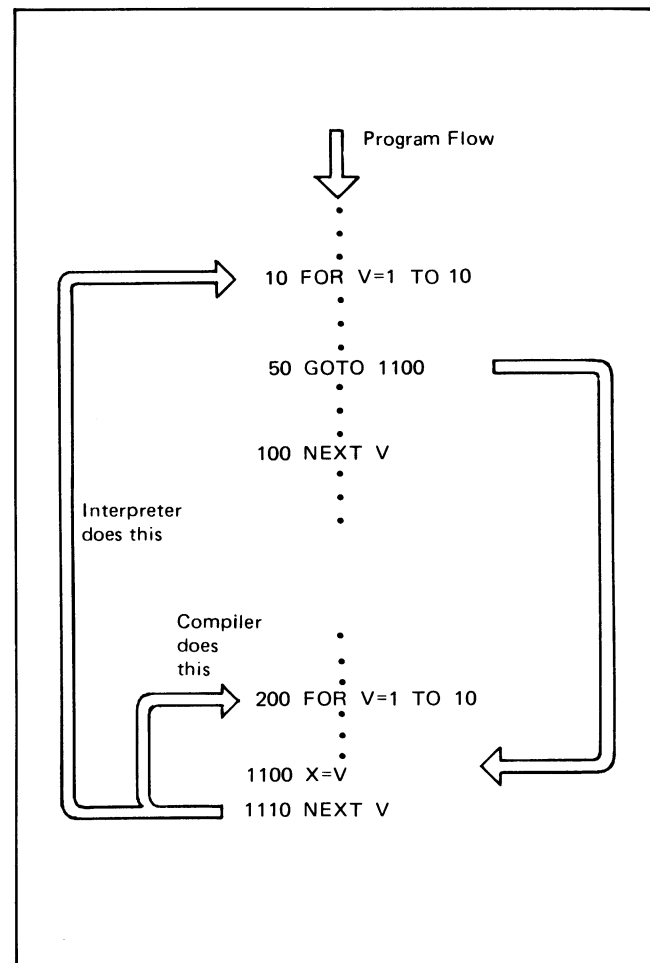 Program Flow
10 FOR V=1 TO 10
50 GOTO 1100
100 NEXT V
Interpreter
does this
Compiler
does
this
200 FOR V=1 TO 10
1100 X=V
1110 NEXT V